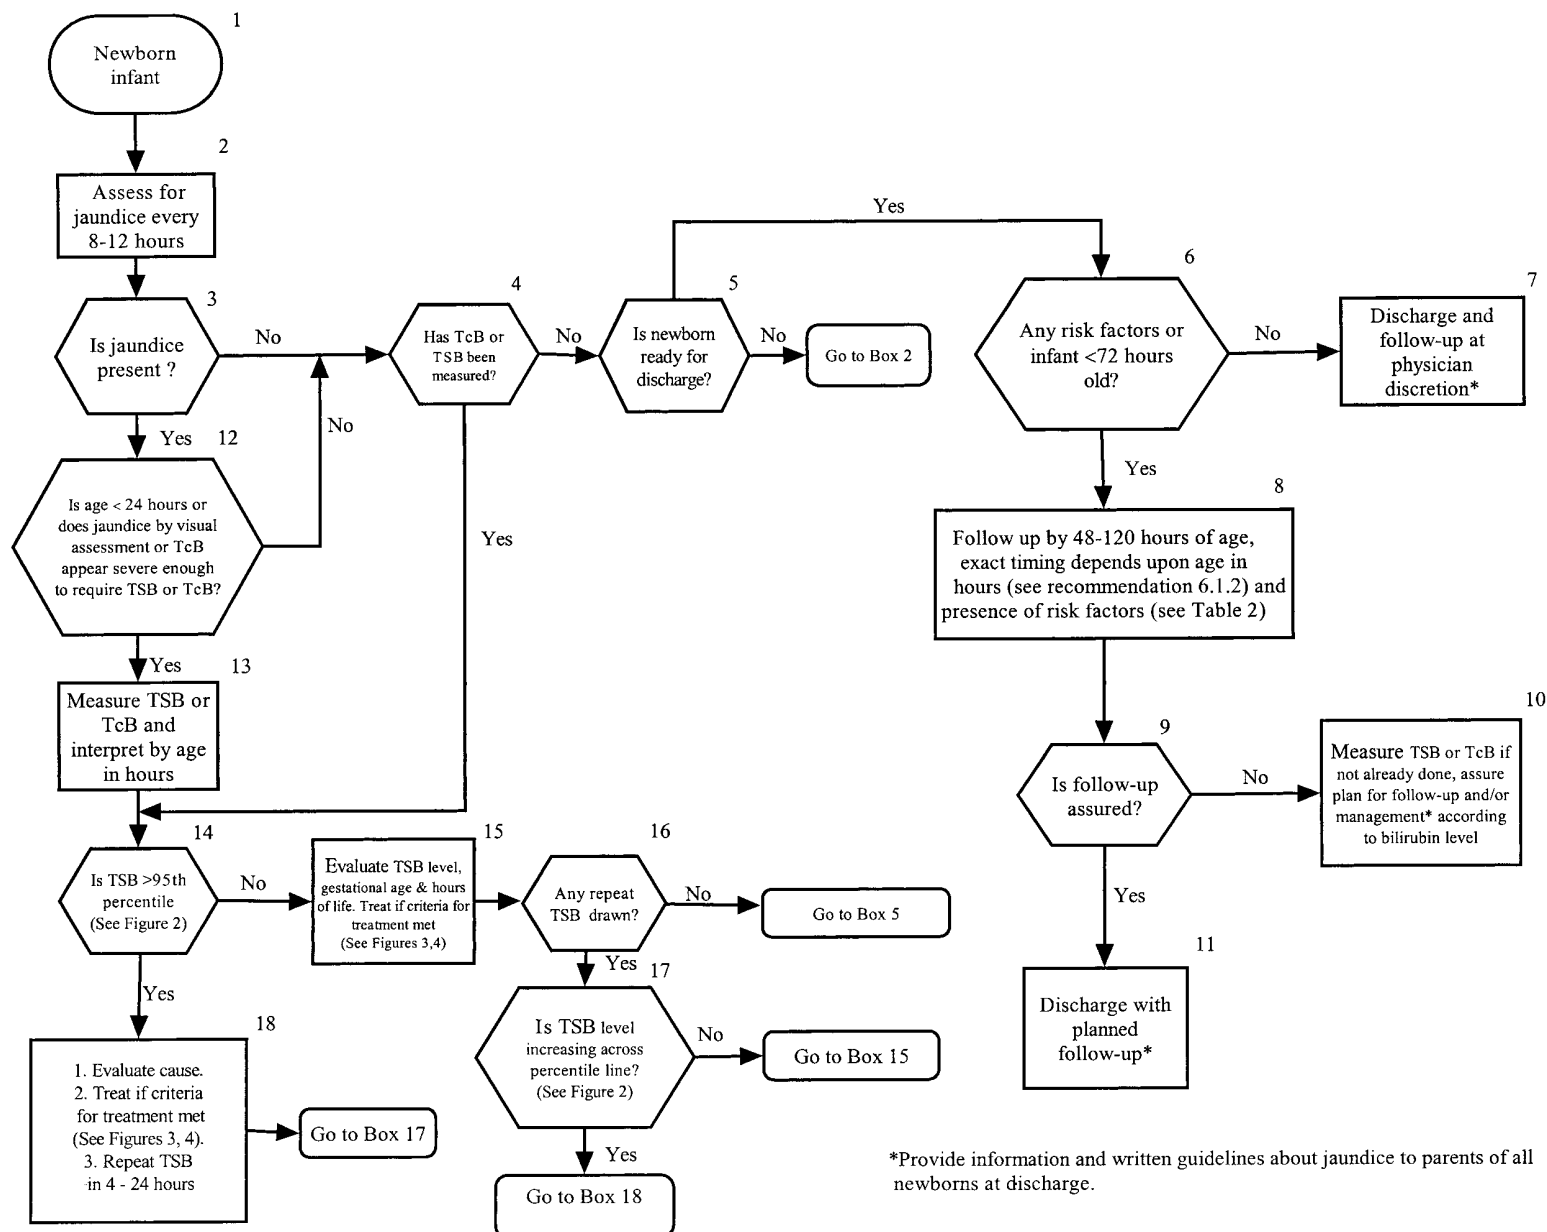 1
Newborn
infant
2
Assess for
jaundice every
8-12 hours
3
Is jaundice
present ?
No
Yes
4
Has TcB or
TSB been
measured?
No
Yes
5
Is newborn
ready for
discharge?
No
Go to Box 2
Yes
6
Any risk factors or
infant <72 hours
old?
No
Yes
7
Discharge and
follow-up at
physician
discretion*
8
Follow up by 48-120 hours of age,
exact timing depends upon age in
hours (see recommendation 6.1.2) and
presence of risk factors (see Table 2)
9
Is follow-up
assured?
No
Yes
10
Measure TSB or TcB if
not already done, assure
plan for follow-up and/or
management* according
to bilirubin level
11
Discharge with
planned
follow-up*
12
Is age < 24 hours or
does jaundice by visual
assessment or TcB
appear severe enough
to require TSB or TcB?
No
Yes
13
Measure TSB or
TcB and
interpret by age
in hours
14
Is TSB >95th
percentile
(See Figure 2)
No
Yes
15
Evaluate TSB level,
gestational age & hours
of life. Treat if criteria for
treatment met
(See Figures 3,4)
16
Any repeat
TSB drawn?
No
Go to Box 5
Yes
17
Is TSB level
increasing across
percentile line?
(See Figure 2)
No
Go to Box 15
Yes
Go to Box 18
18
1. Evaluate cause.
2. Treat if criteria
for treatment met
(See Figures 3, 4).
3. Repeat TSB
in 4 - 24 hours
Go to Box 17
*Provide information and written guidelines about jaundice to parents of all
newborns at discharge.